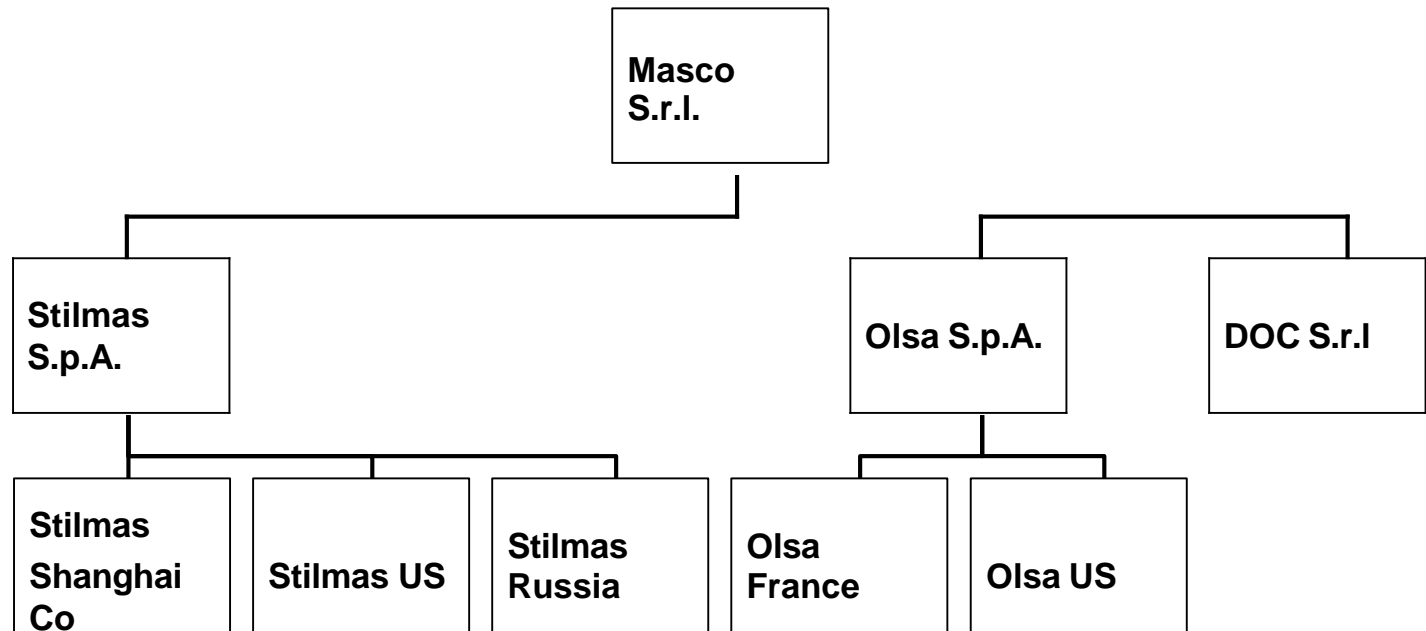 Masco
S.r.l.
Stilmas
S.p.A.
Olsa S.p.A.
DOC S.r.l
Stilmas
Shanghai
Co
Stilmas US
Stilmas
Russia
Olsa
France
Olsa US